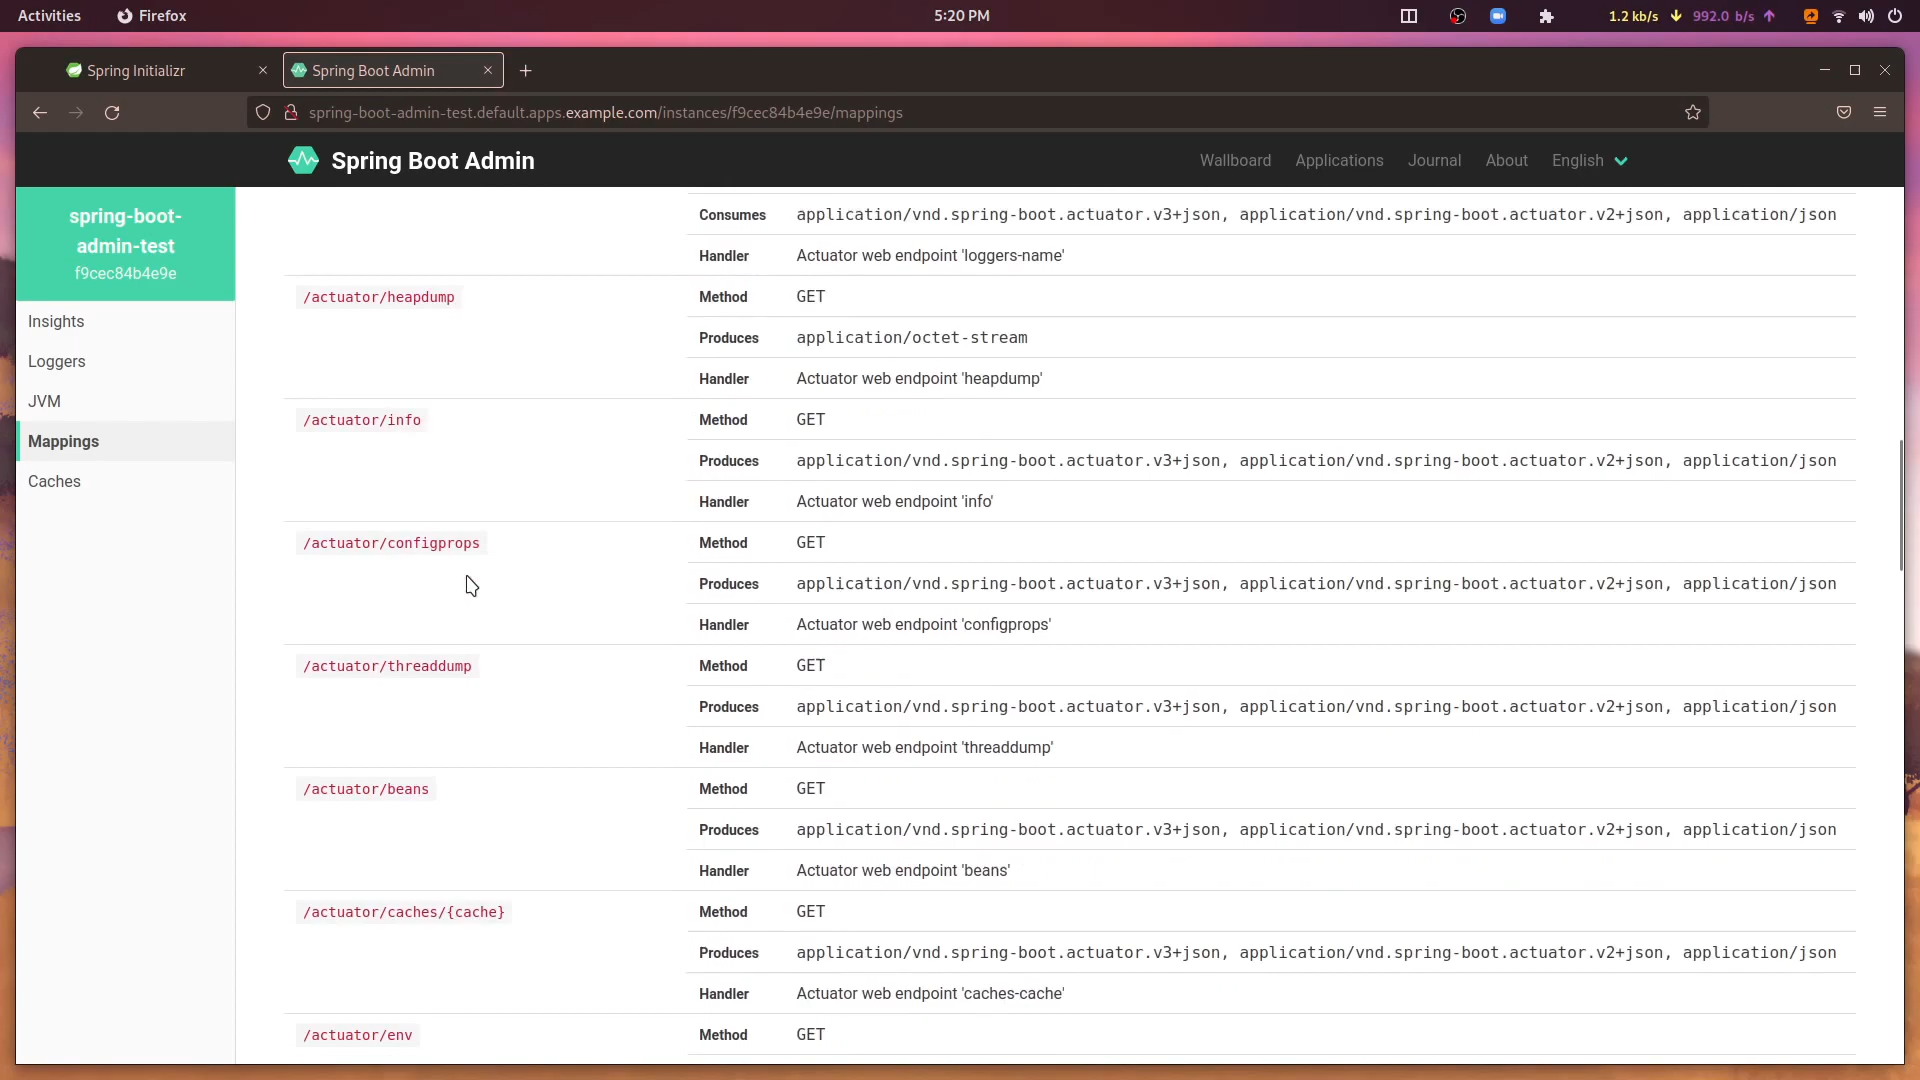 Activities Firefox 5:20 PM 1.2 kb/s 992.0 b/s
Spring Initializr Spring Boot Admin
spring-boot-admin-test.default.apps.example.com/instances/f9cec84b4e9e/mappings
Spring Boot Admin Wallboard Applications Journal About English
spring-boot-
admin-test
f9cec84b4e9e
Insights
Loggers
JVM
Mappings
Caches
Consumes application/vnd.spring-boot.actuator.v3+json, application/vnd.spring-boot.actuator.v2+json, application/json
Handler Actuator web endpoint 'loggers-name'
/actuator/heapdump Method GET
Produces application/octet-stream
Handler Actuator web endpoint 'heapdump'
/actuator/info Method GET
Produces application/vnd.spring-boot.actuator.v3+json, application/vnd.spring-boot.actuator.v2+json, application/json
Handler Actuator web endpoint 'info'
/actuator/configprops Method GET
Produces application/vnd.spring-boot.actuator.v3+json, application/vnd.spring-boot.actuator.v2+json, application/json
Handler Actuator web endpoint 'configprops'
/actuator/threaddump Method GET
Produces application/vnd.spring-boot.actuator.v3+json, application/vnd.spring-boot.actuator.v2+json, application/json
Handler Actuator web endpoint 'threaddump'
/actuator/beans Method GET
Produces application/vnd.spring-boot.actuator.v3+json, application/vnd.spring-boot.actuator.v2+json, application/json
Handler Actuator web endpoint 'beans'
/actuator/caches/{cache} Method GET
Produces application/vnd.spring-boot.actuator.v3+json, application/vnd.spring-boot.actuator.v2+json, application/json
Handler Actuator web endpoint 'caches-cache'
/actuator/env Method GET